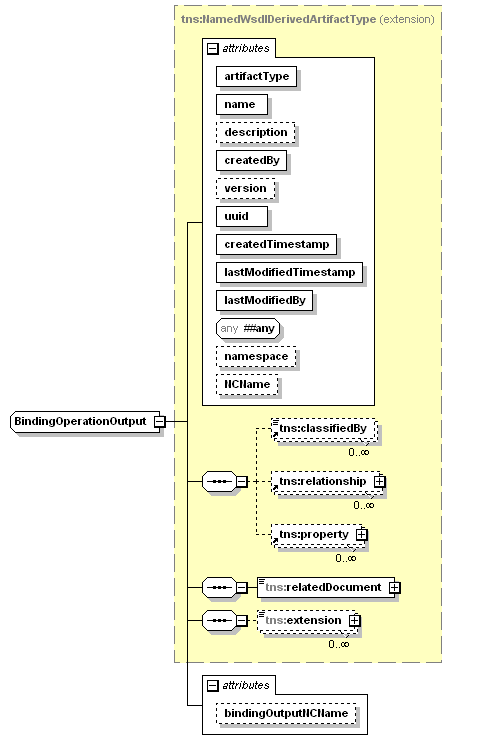 tns:NamedWsdlDerivedArtifactType (extension)
attributes
artifactType
name
description
createdBy
version
uuid
createdTimestamp
lastModifiedTimestamp
lastModifiedBy
any ##any
namespace
NCName
BindingOperationOutput
tns:classifiedBy
0..∞
tns:relationship
0..∞
tns:property
0..∞
tns:relatedDocument
tns:extension
0..∞
attributes
bindingOutputNCName